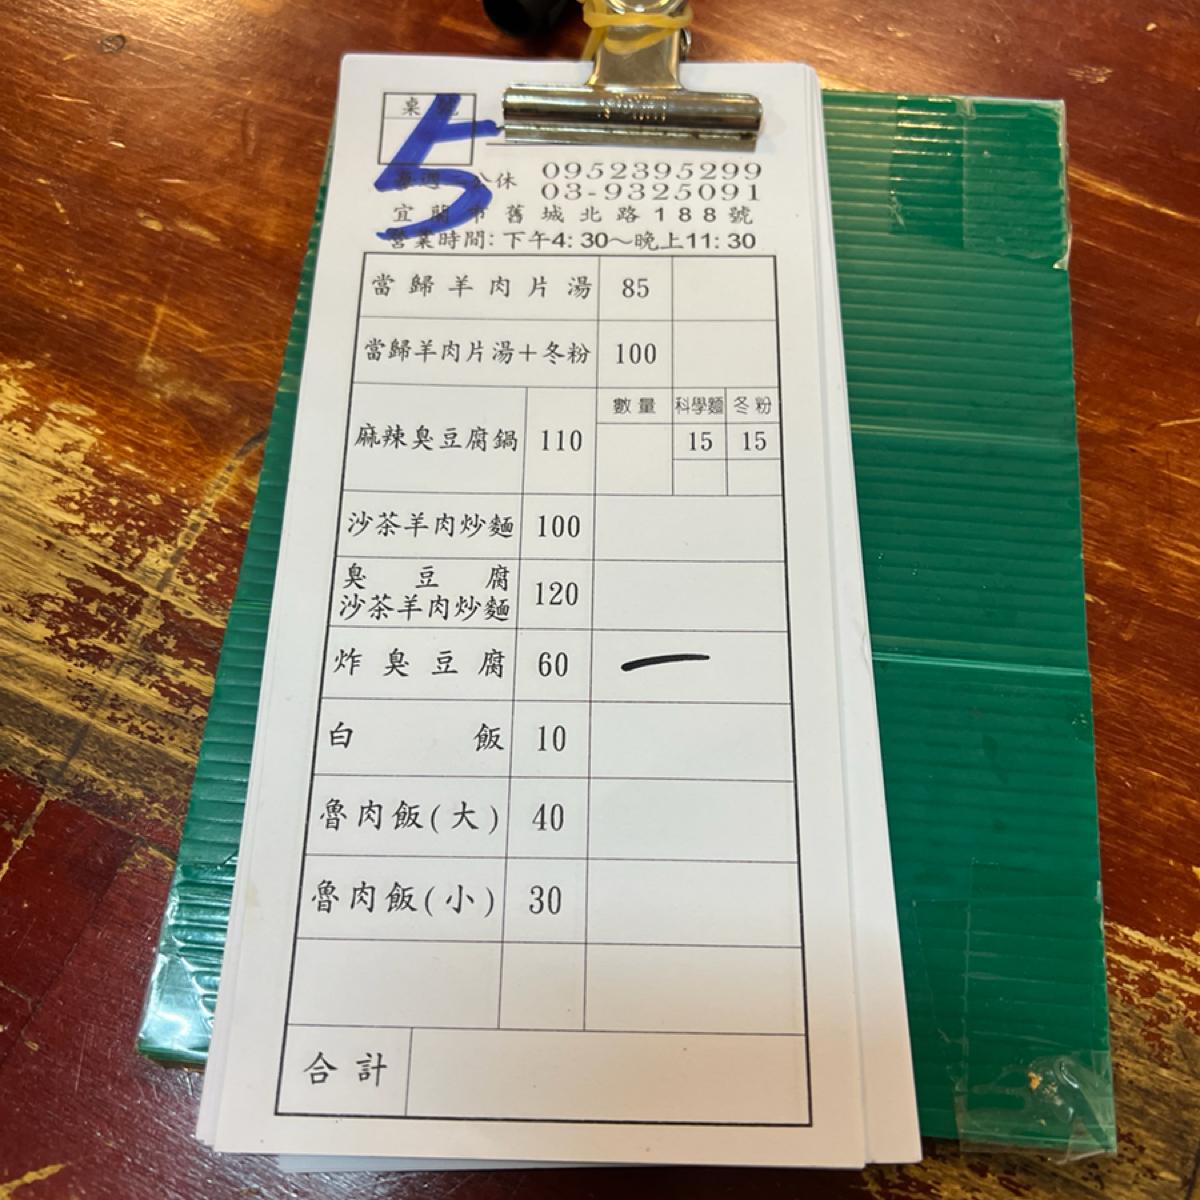 桌
5
公休
0952395299
03-9325091
宜蘭市舊城北路188號
營業時間:下午4:30～晚上11:30
當歸羊肉片湯 85
當歸羊肉片湯＋冬粉 100
數量 科學麵 冬粉
麻辣臭豆腐鍋 110 15 15
沙茶羊肉炒麵 100
臭豆腐
沙茶羊肉炒麵 120
炸臭豆腐 60 一
白飯 10
魯肉飯(大) 40
魯肉飯(小) 30
合計